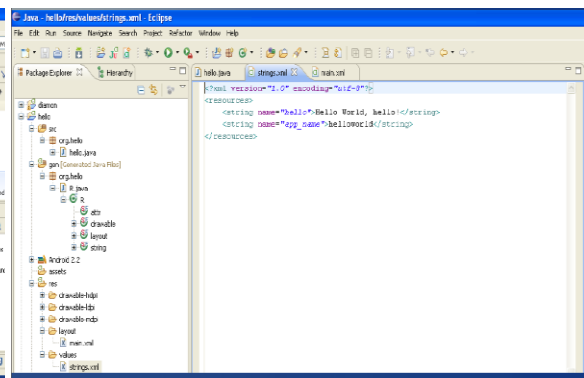 Java - hello/res/values/strings.xml - Eclipse
File Edit Run Source Navigate Search Project Refactor Window Help
Package Explorer Hierarchy
hello.java strings.xml main.xml
<?xml version="1.0" encoding="utf-8"?>
<resources>
<string name="hello">Hello World, hello!</string>
<string name="app_name">helloworld</string>
</resources>
hello
src
org.hello
hello.java
gen [Generated Java Files]
org.hello
R.java
R
attr
drawable
layout
string
Android 2.2
assets
res
drawable-hdpi
drawable-ldpi
drawable-mdpi
layout
main.xml
values
strings.xml